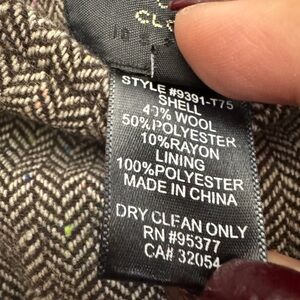 STYLE #9391-T75
SHELL
40% WOOL
50%POLYESTER
10%RAYON
LINING
100%POLYESTER
MADE IN CHINA
DRY CLEAN ONLY
RN #95377
CA# 32054